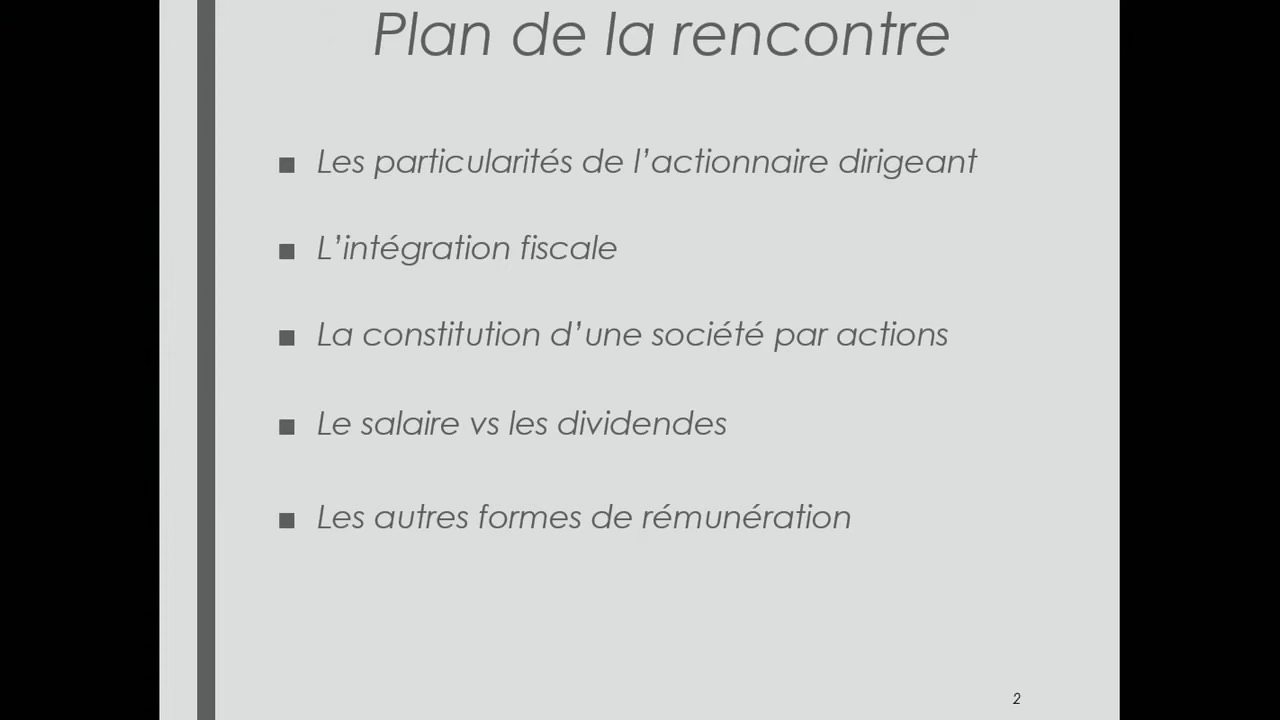 Plan de la rencontre
Les particularités de l’actionnaire dirigeant
L’intégration fiscale
La constitution d’une société par actions
Le salaire vs les dividendes
Les autres formes de rémunération
2